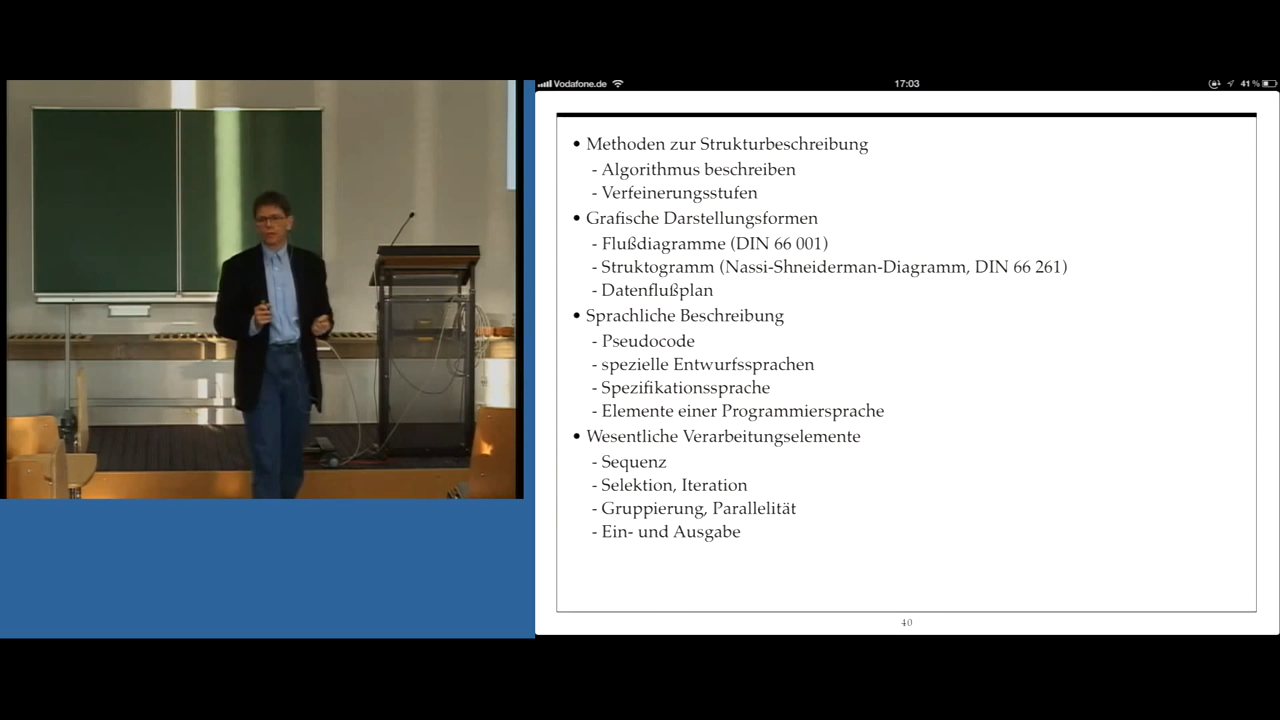 Vodafone.de
17:03
41 %
• Methoden zur Strukturbeschreibung
- Algorithmus beschreiben
- Verfeinerungsstufen
• Grafische Darstellungsformen
- Flußdiagramme (DIN 66 001)
- Struktogramm (Nassi-Shneiderman-Diagramm, DIN 66 261)
- Datenflußplan
• Sprachliche Beschreibung
- Pseudocode
- spezielle Entwurfssprachen
- Spezifikationssprache
- Elemente einer Programmiersprache
• Wesentliche Verarbeitungselemente
- Sequenz
- Selektion, Iteration
- Gruppierung, Parallelität
- Ein- und Ausgabe
40